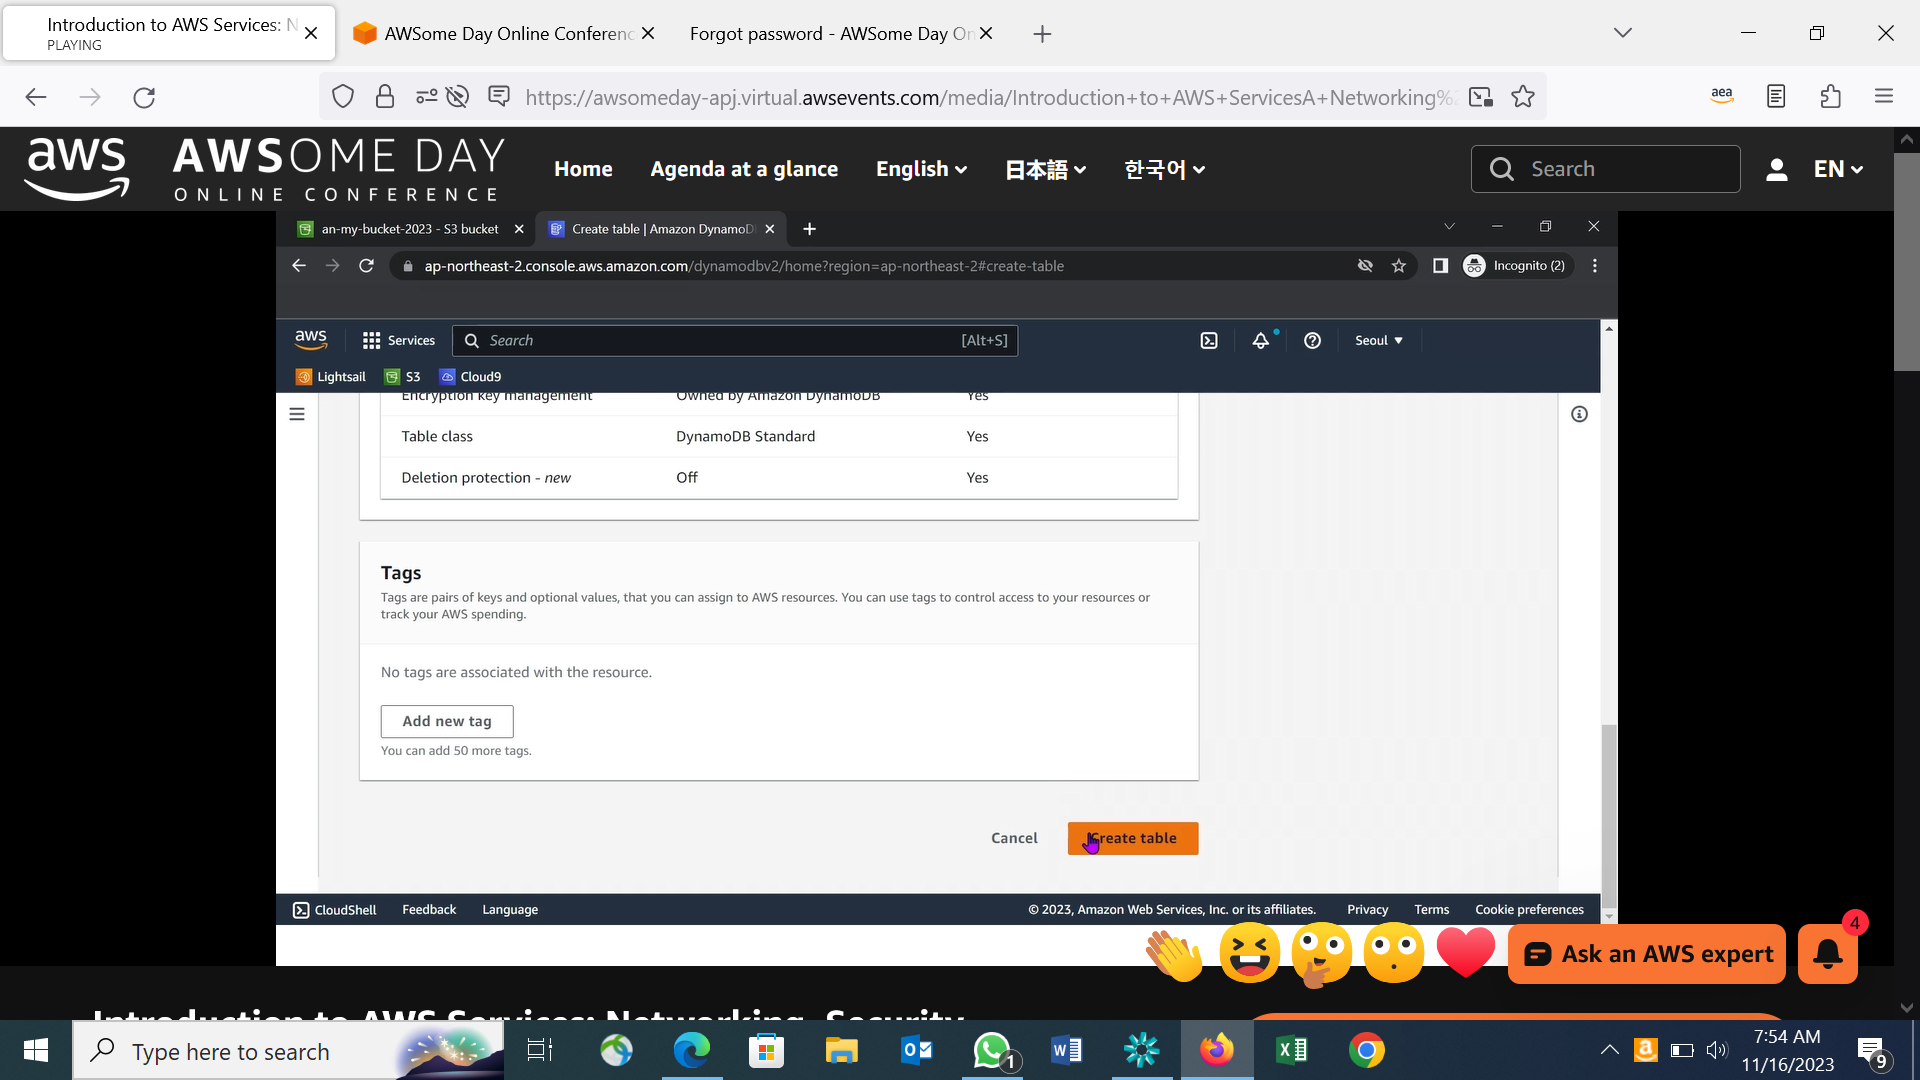 Introduction to AWS Services: N
PLAYING
AWSome Day Online Conferenc
Forgot password - AWSome Day On
https://awsomeday-apj.virtual.awsevents.com/media/Introduction+to+AWS+ServicesA+Networking%
aea
aws
AWSOME DAY
ONLINE CONFERENCE
Home
Agenda at a glance
English
日本語
한국어
Search
EN
an-my-bucket-2023 - S3 bucket
Create table | Amazon DynamoD
ap-northeast-2.console.aws.amazon.com/dynamodbv2/home?region=ap-northeast-2#create-table
Incognito (2)
aws
Services
Search
[Alt+S]
Seoul
Lightsail
S3
Cloud9
Encryption key management Owned by Amazon DynamoDB Yes
Table class DynamoDB Standard Yes
Deletion protection - new Off Yes
Tags
Tags are pairs of keys and optional values, that you can assign to AWS resources. You can use tags to control access to your resources or
track your AWS spending.
No tags are associated with the resource.
Add new tag
You can add 50 more tags.
Cancel
Create table
CloudShell
Feedback
Language
© 2023, Amazon Web Services, Inc. or its affiliates.
Privacy
Terms
Cookie preferences
Ask an AWS expert
4
Introduction to AWS Services: Networking, Security
Type here to search
1
7:54 AM
11/16/2023
9